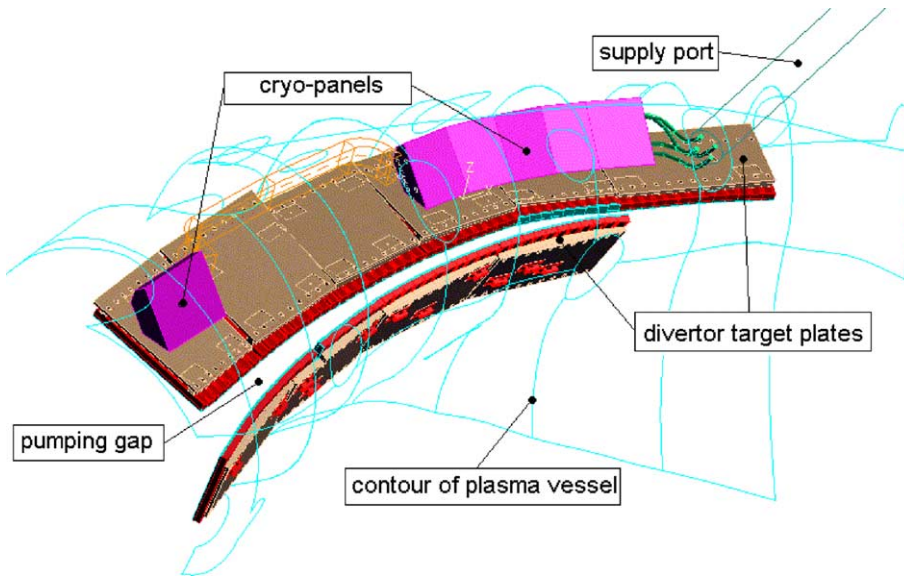 supply port
cryo-panels
divertor target plates
pumping gap
contour of plasma vessel